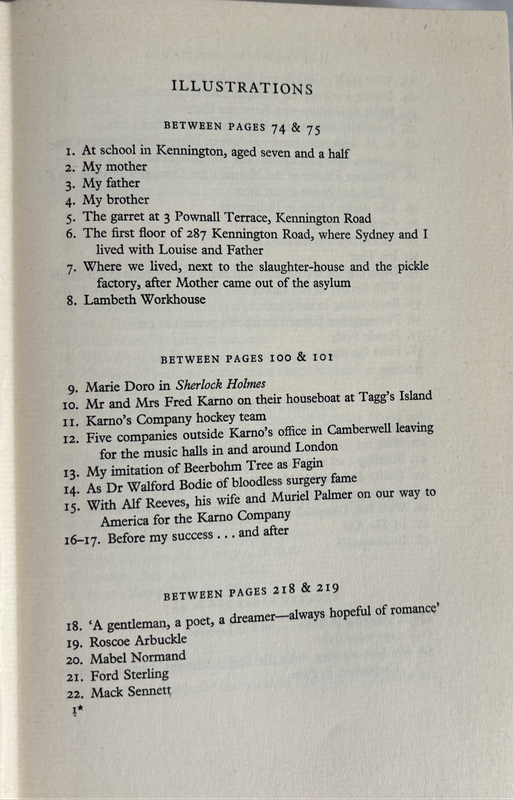 ILLUSTRATIONS
BETWEEN PAGES 74 & 75
1. At school in Kennington, aged seven and a half
2. My mother
3. My father
4. My brother
5. The garret at 3 Pownall Terrace, Kennington Road
6. The first floor of 287 Kennington Road, where Sydney and I
lived with Louise and Father
7. Where we lived, next to the slaughter-house and the pickle
factory, after Mother came out of the asylum
8. Lambeth Workhouse
BETWEEN PAGES 100 & 101
9. Marie Doro in Sherlock Holmes
10. Mr and Mrs Fred Karno on their houseboat at Tagg's Island
11. Karno's Company hockey team
12. Five companies outside Karno's office in Camberwell leaving
for the music halls in and around London
13. My imitation of Beerbohm Tree as Fagin
14. As Dr Walford Bodie of bloodless surgery fame
15. With Alf Reeves, his wife and Muriel Palmer on our way to
America for the Karno Company
16–17. Before my success . . . and after
BETWEEN PAGES 218 & 219
18. 'A gentleman, a poet, a dreamer—always hopeful of romance'
19. Roscoe Arbuckle
20. Mabel Normand
21. Ford Sterling
22. Mack Sennett
1*